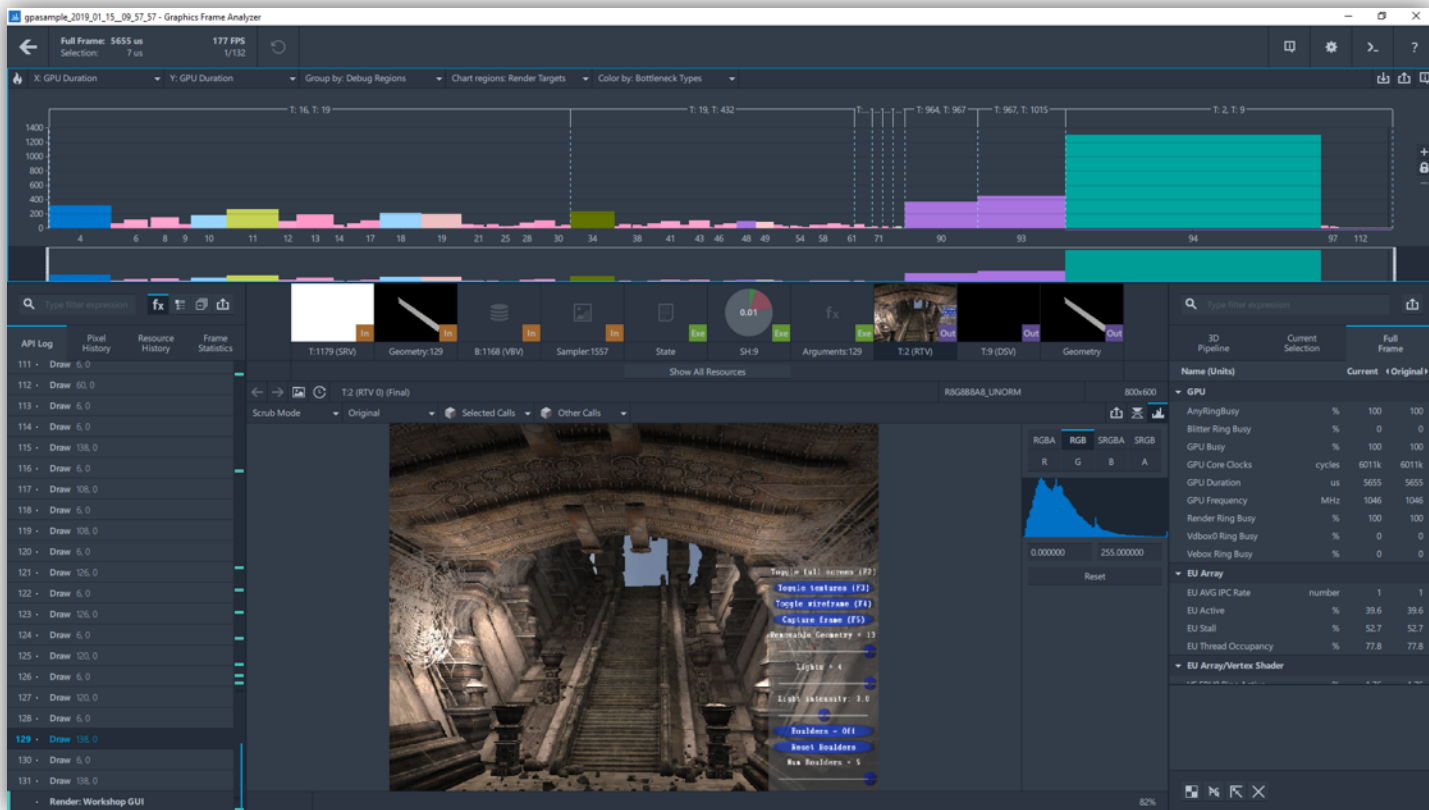 gpasample_2019_01_15__09_57_57 - Graphics Frame Analyzer
Full Frame: 5655 us 177 FPS
Selection: 7 us 1/132
X: GPU Duration Y: GPU Duration Group by: Debug Regions Chart regions: Render Targets Color by: Bottleneck Types
T: 16, T: 19 T: 19, T: 432 T:... ... ... ... T: 964, T: 967 T: 967, T: 1015 T: 2, T: 9
1400
1200
1000
800
600
400
200
0
4 6 8 9 10 11 12 13 14 17 18 19 21 25 28 30 34 38 41 43 46 48 49 54 58 61 71 90 93 94 97 112
Type filter expression fx
API Log Pixel History Resource History Frame Statistics
111 · Draw 6, 0
112 · Draw 60, 0
113 · Draw 6, 0
114 · Draw 6, 0
115 · Draw 138, 0
116 · Draw 6, 0
117 · Draw 108, 0
118 · Draw 6, 0
119 · Draw 108, 0
120 · Draw 6, 0
121 · Draw 126, 0
122 · Draw 6, 0
123 · Draw 126, 0
124 · Draw 6, 0
125 · Draw 120, 0
126 · Draw 6, 0
127 · Draw 120, 0
128 · Draw 6, 0
129 · Draw 138, 0
130 · Draw 6, 0
131 · Draw 138, 0
· Render: Workshop GUI
In In In In Exe 0.01 Exe fx Exe Out Out Out
T:1179 (SRV) Geometry:129 B:1168 (VBV) Sampler:1557 State SH:9 Arguments:129 T:2 (RTV) T:9 (DSV) Geometry
Show All Resources
T:2 (RTV 0) (Final) R8G8B8A8_UNORM 800x600
Scrub Mode Original Selected Calls Other Calls
Toggle full screen (F2)
Toggle textures (F3)
Toggle wireframe (F4)
Capture frame (F5)
Removable Geometry = 13
Lights = 4
Light intensity: 3.0
Boulders - Off
Reset Boulders
Num Boulders = 5
RGBA RGB SRGBA SRGB
R G B A
0.000000 255.000000
Reset
82%
Type filter expression
3D Pipeline Current Selection Full Frame
Name (Units) Current Original
GPU
AnyRingBusy % 100 100
Blitter Ring Busy % 0 0
GPU Busy % 100 100
GPU Core Clocks cycles 6011k 6011k
GPU Duration us 5655 5655
GPU Frequency MHz 1046 1046
Render Ring Busy % 100 100
Vdbox0 Ring Busy % 0 0
Vebox Ring Busy % 0 0
EU Array
EU AVG IPC Rate number 1 1
EU Active % 39.6 39.6
EU Stall % 52.7 52.7
EU Thread Occupancy % 77.8 77.8
EU Array/Vertex Shader